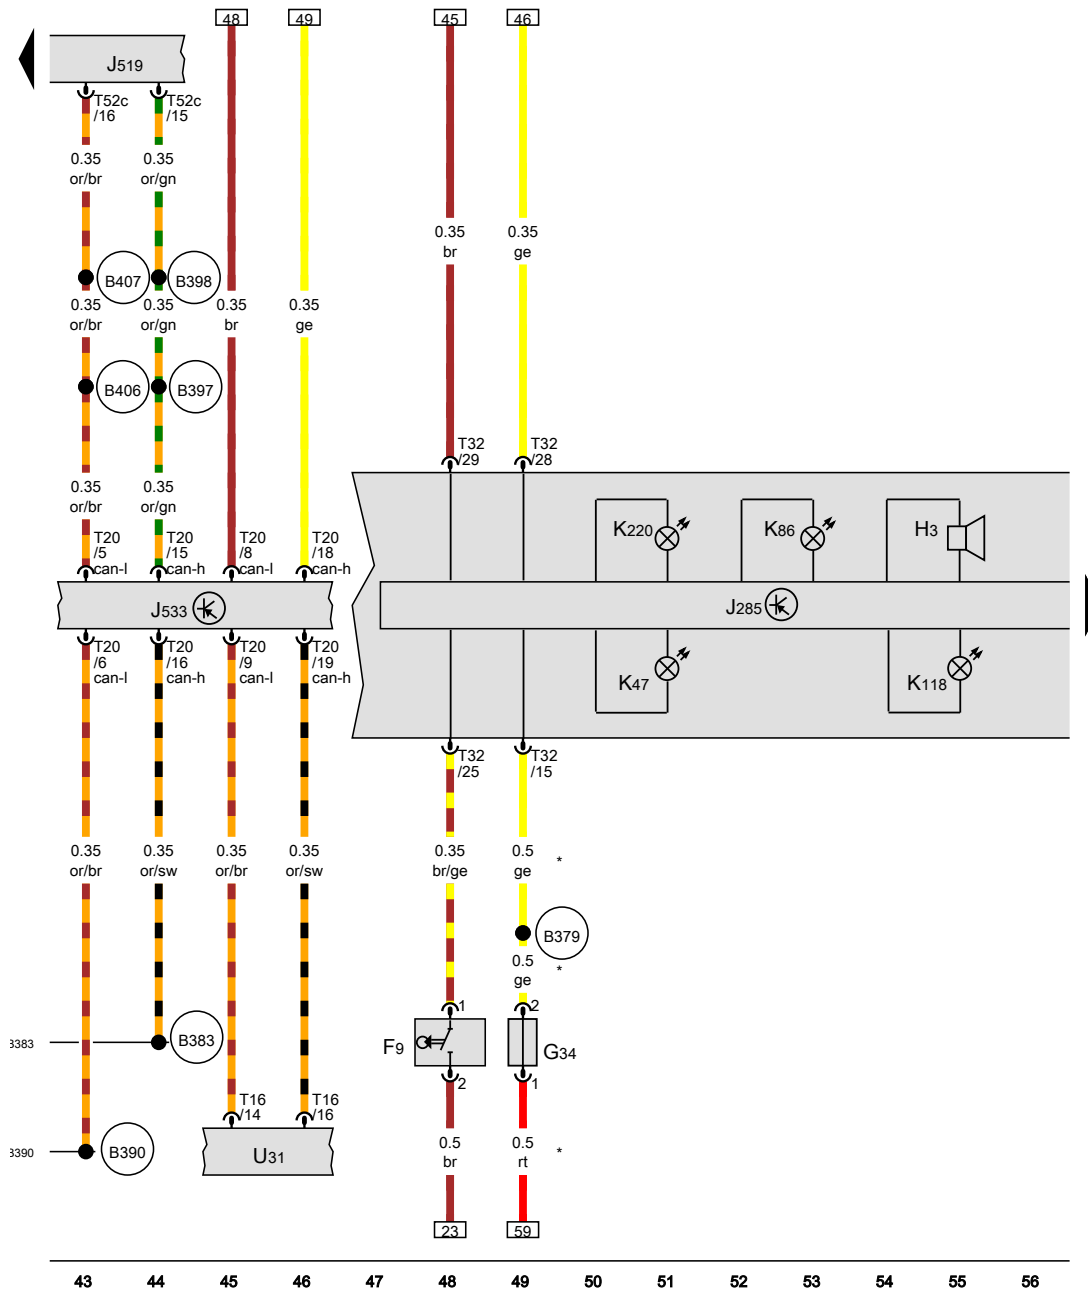 48
49
45
46
J519
T52c
/16
T52c
/15
0.35
or/br
0.35
or/gn
0.35
br
0.35
ge
B407
B398
0.35
or/br
0.35
or/gn
0.35
br
0.35
ge
B406
B397
T32
/29
T32
/28
0.35
or/br
0.35
or/gn
T20
/5
can-l
T20
/15
can-h
T20
/8
can-l
T20
/18
can-h
K220
K86
H3
J533
J285
T20
/6
can-l
T20
/16
can-h
T20
/9
can-l
T20
/19
can-h
K47
K118
T32
/25
T32
/15
0.35
or/br
0.35
or/sw
0.35
or/br
0.35
or/sw
0.35
br/ge
0.5
ge
*
B379
0.5
ge
*
1
2
B383
F9
G34
2
1
T16
/14
T16
/16
B390
U31
0.5
br
0.5
rt
*
23
59
43 44 45 46 47 48 49 50 51 52 53 54 55 56